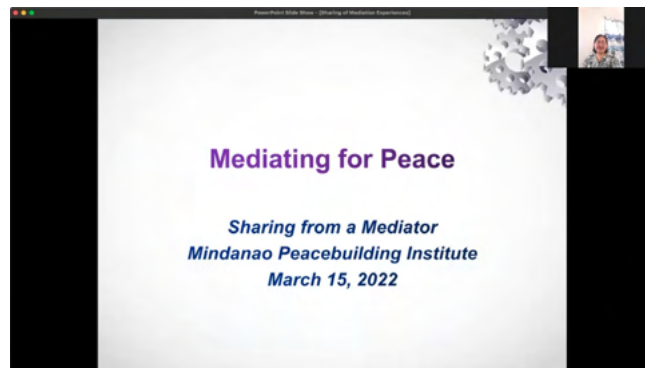 PowerPoint Slide Show - [Sharing of Mediation Experiences]
Mediating for Peace
Sharing from a Mediator
Mindanao Peacebuilding Institute
March 15, 2022